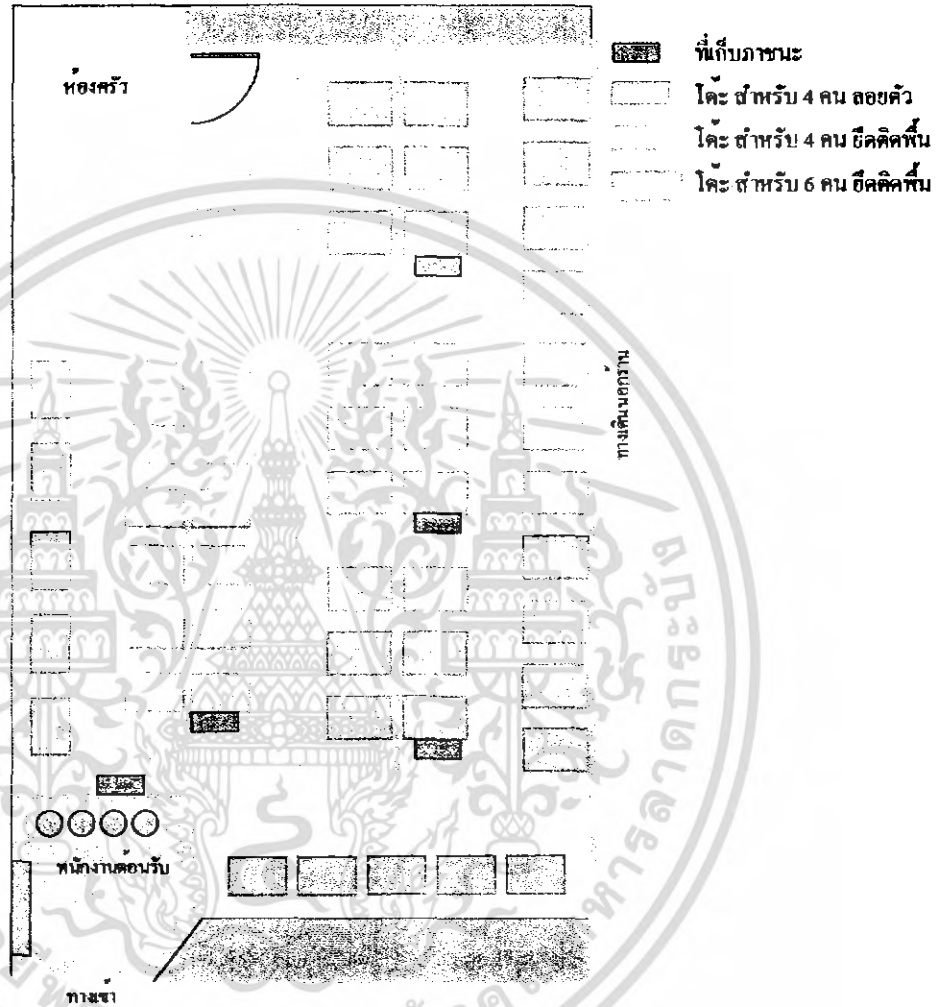 ห้องครัว
ที่เก็บภาชนะ
โต๊ะ สำหรับ 4 คน ลอยตัว
โต๊ะ สำหรับ 4 คน ยึดติดพื้น
โต๊ะ สำหรับ 6 คน ยึดติดพื้น
ทางเดินนอกร้าน
พนักงานต้อนรับ
ทางเข้า